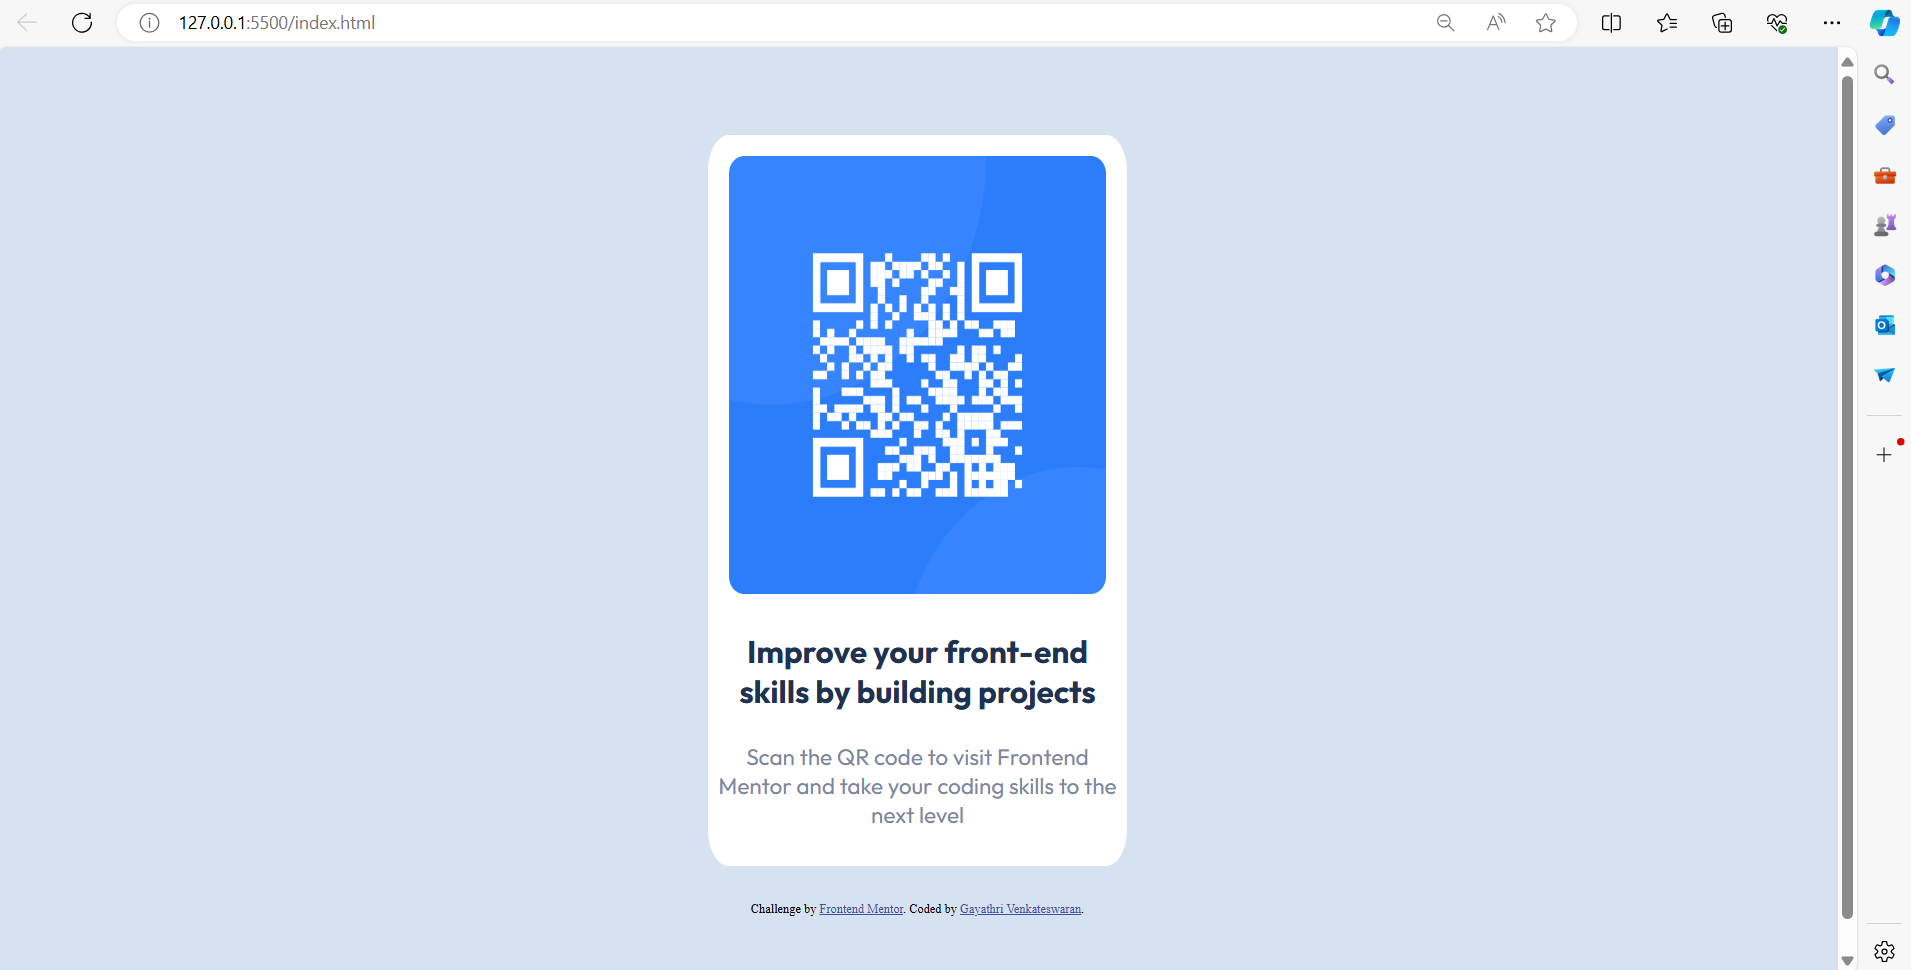 127.0.0.1:5500/index.html
Improve your front-end
skills by building projects
Scan the QR code to visit Frontend
Mentor and take your coding skills to the
next level
Challenge by Frontend Mentor. Coded by Gayathri Venkateswaran.